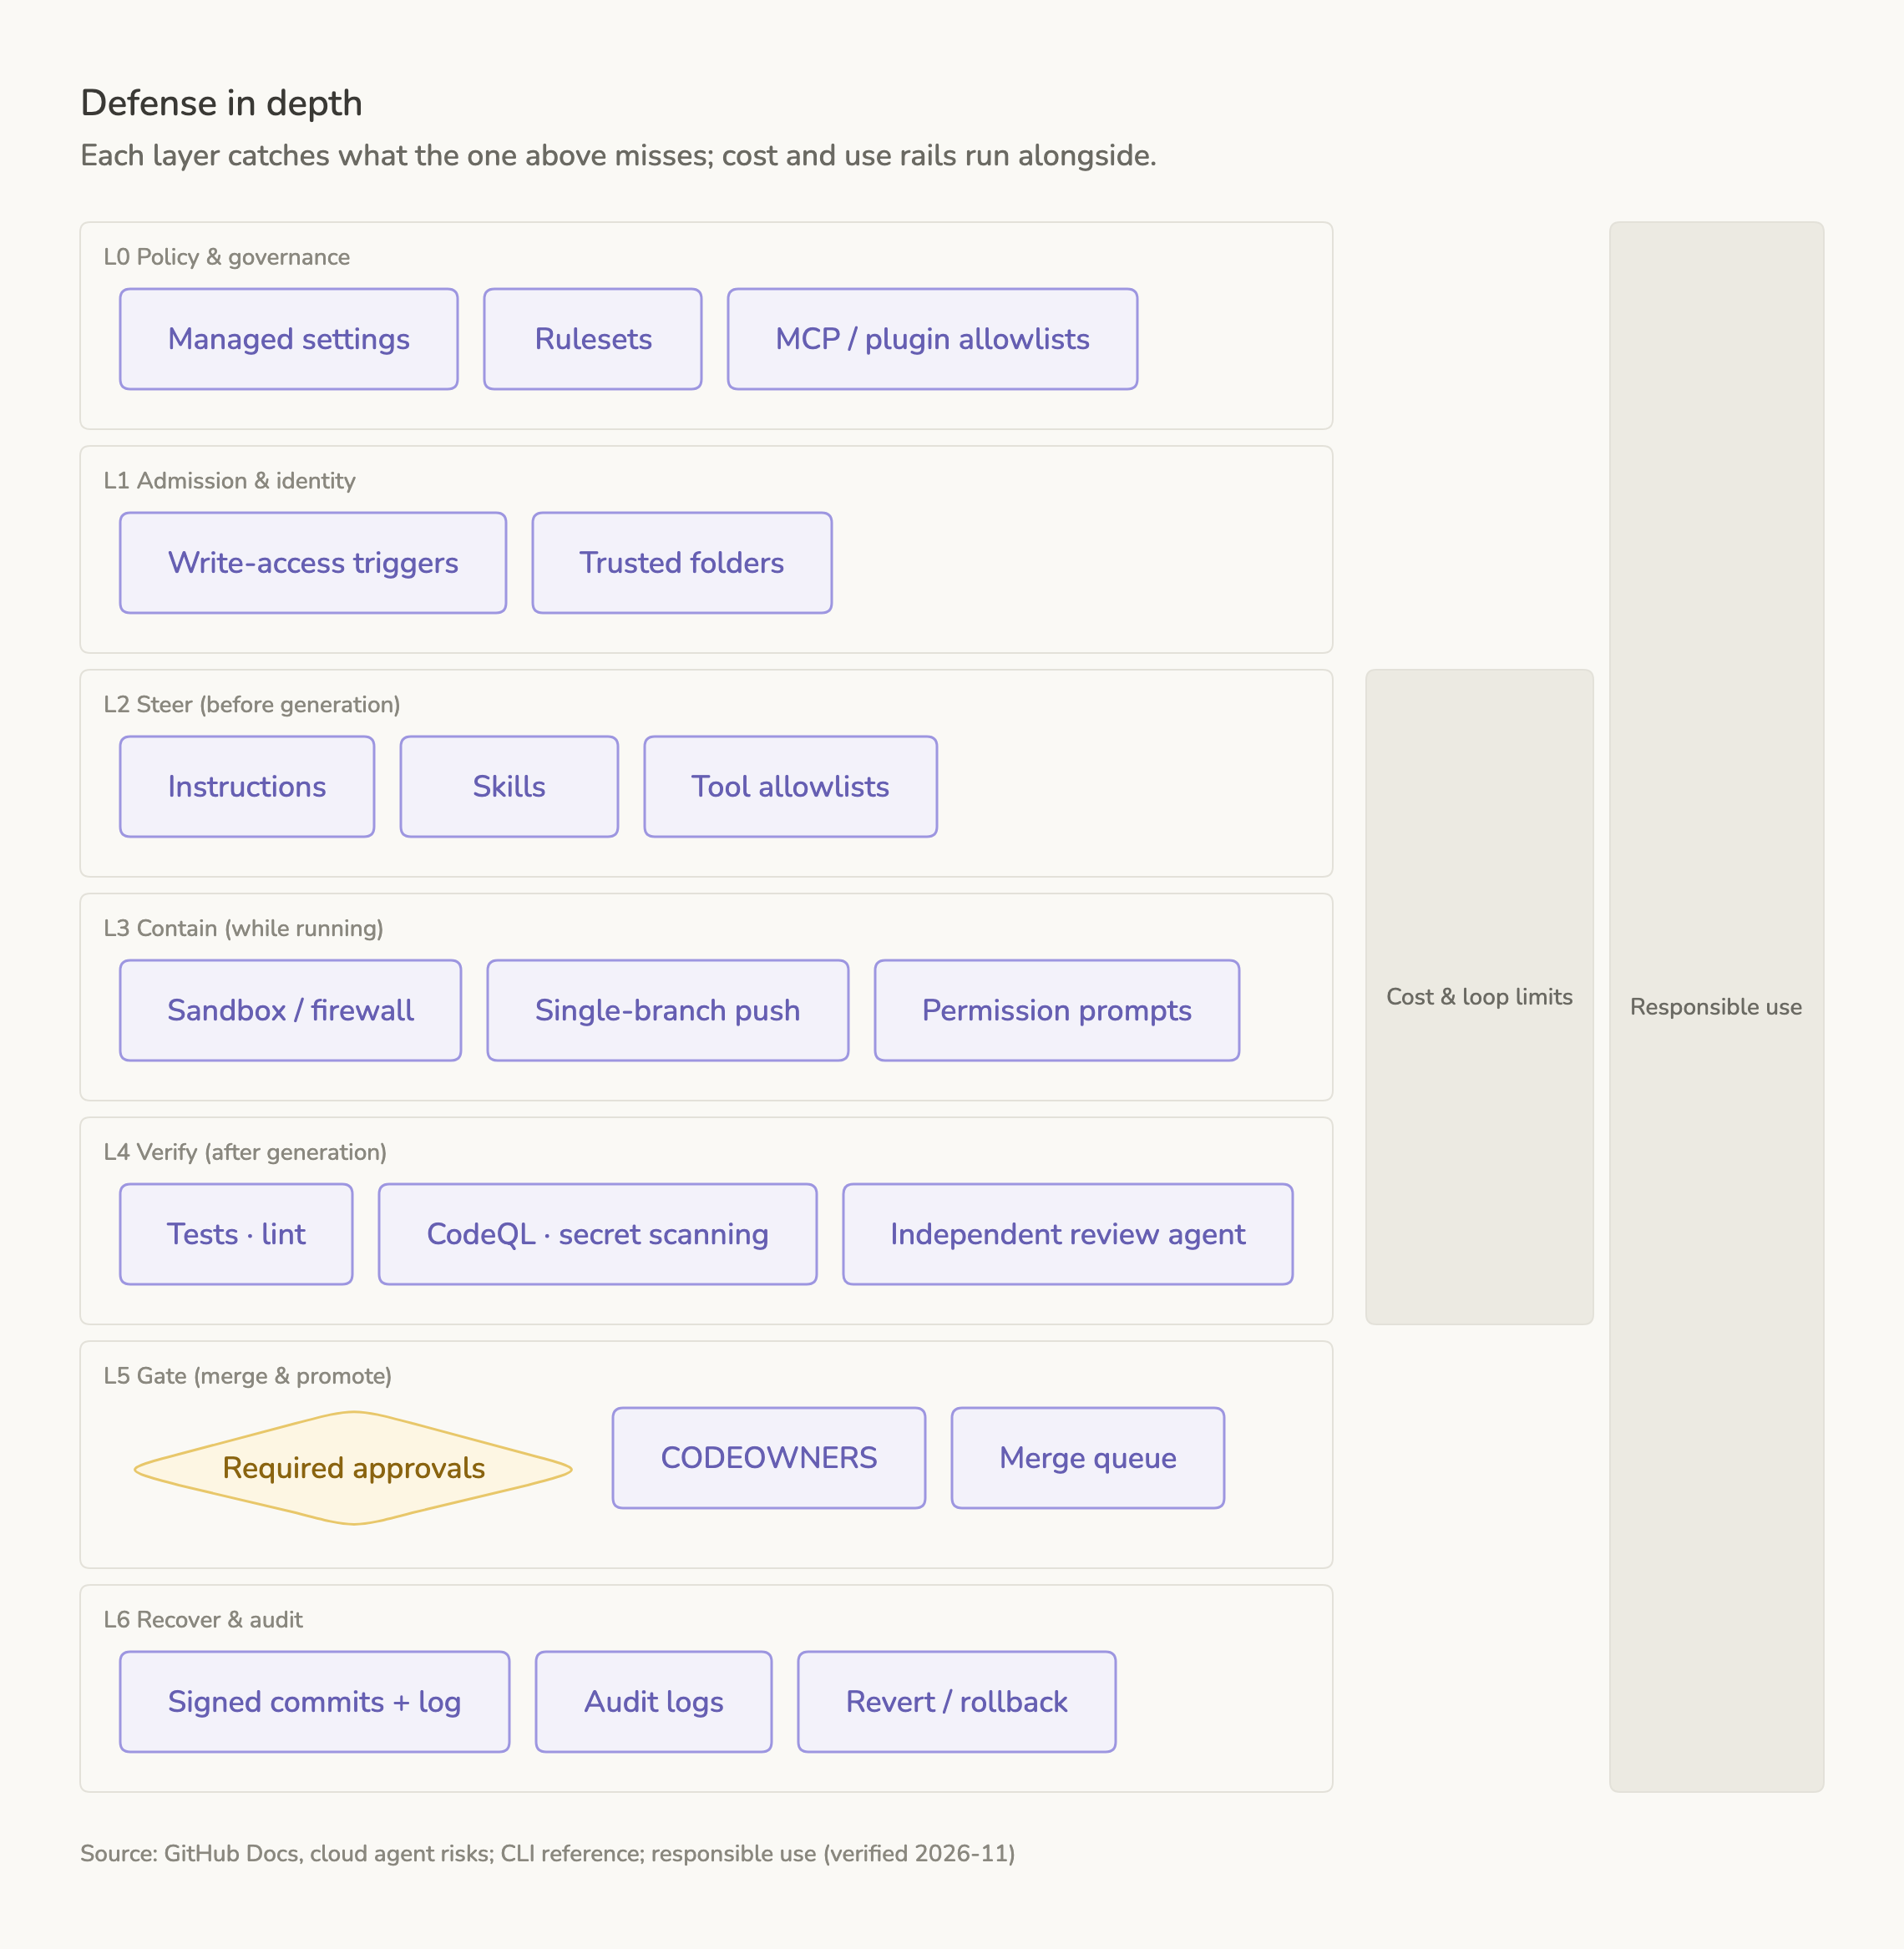 Defense in depth
Each layer catches what the one above misses; cost and use rails run alongside.
L0 Policy & governance
Managed settings
Rulesets
MCP / plugin allowlists
L1 Admission & identity
Write-access triggers
Trusted folders
L2 Steer (before generation)
Instructions
Skills
Tool allowlists
L3 Contain (while running)
Sandbox / firewall
Single-branch push
Permission prompts
L4 Verify (after generation)
Tests · lint
CodeQL · secret scanning
Independent review agent
L5 Gate (merge & promote)
Required approvals
CODEOWNERS
Merge queue
L6 Recover & audit
Signed commits + log
Audit logs
Revert / rollback
Cost & loop limits
Responsible use
Source: GitHub Docs, cloud agent risks; CLI reference; responsible use (verified 2026-11)